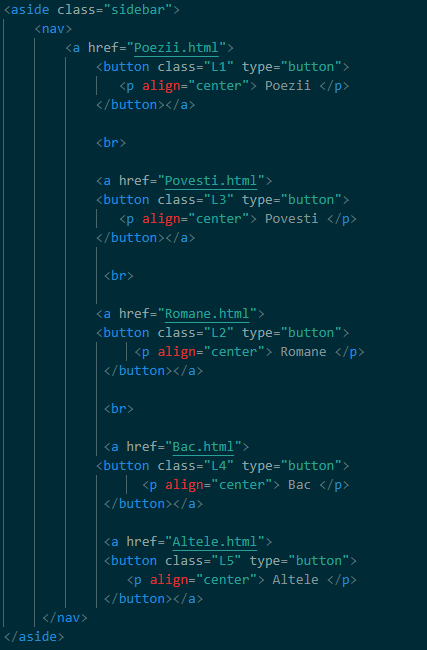 <aside class="sidebar">
<nav>
<a href="Poezii.html">
<button class="L1" type="button">
<p align="center"> Poezii </p>
</button></a>
<br>
<a href="Povesti.html">
<button class="L3" type="button">
<p align="center"> Povesti </p>
</button></a>
<br>
<a href="Romane.html">
<button class="L2" type="button">
<p align="center"> Romane </p>
</button></a>
<br>
<a href="Bac.html">
<button class="L4" type="button">
<p align="center"> Bac </p>
</button></a>
<a href="Altele.html">
<button class="L5" type="button">
<p align="center"> Altele </p>
</button></a>
</nav>
</aside>